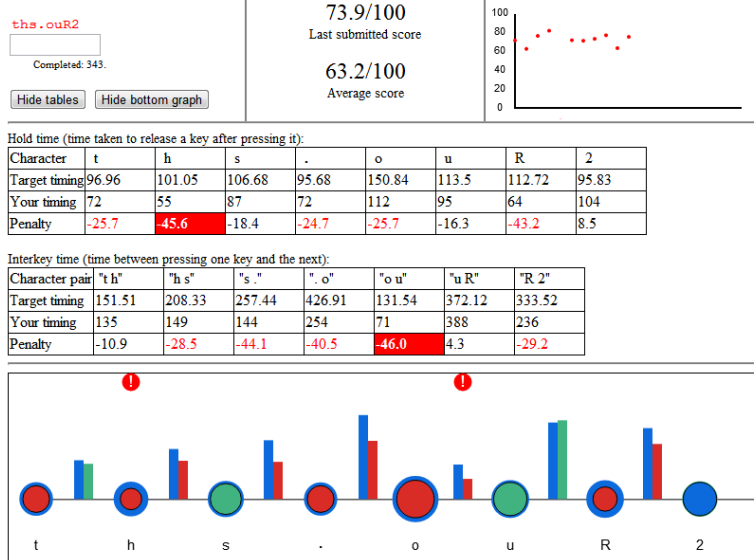 ths.ouR2
Completed: 343.
Hide tables Hide bottom graph
73.9/100
Last submitted score
63.2/100
Average score
100
80
60
40
20
0
Hold time (time taken to release a key after pressing it):
Character t h s . o u R 2
Target timing 96.96 101.05 106.68 95.68 150.84 113.5 112.72 95.83
Your timing 72 55 87 72 112 95 64 104
Penalty -25.7 -45.6 -18.4 -24.7 -25.7 -16.3 -43.2 8.5
Interkey time (time between pressing one key and the next):
Character pair "t h" "h s" "s ." ". o" "o u" "u R" "R 2"
Target timing 151.51 208.33 257.44 426.91 131.54 372.12 333.52
Your timing 135 149 144 254 71 388 236
Penalty -10.9 -28.5 -44.1 -40.5 -46.0 4.3 -29.2
! !
t h s . o u R 2